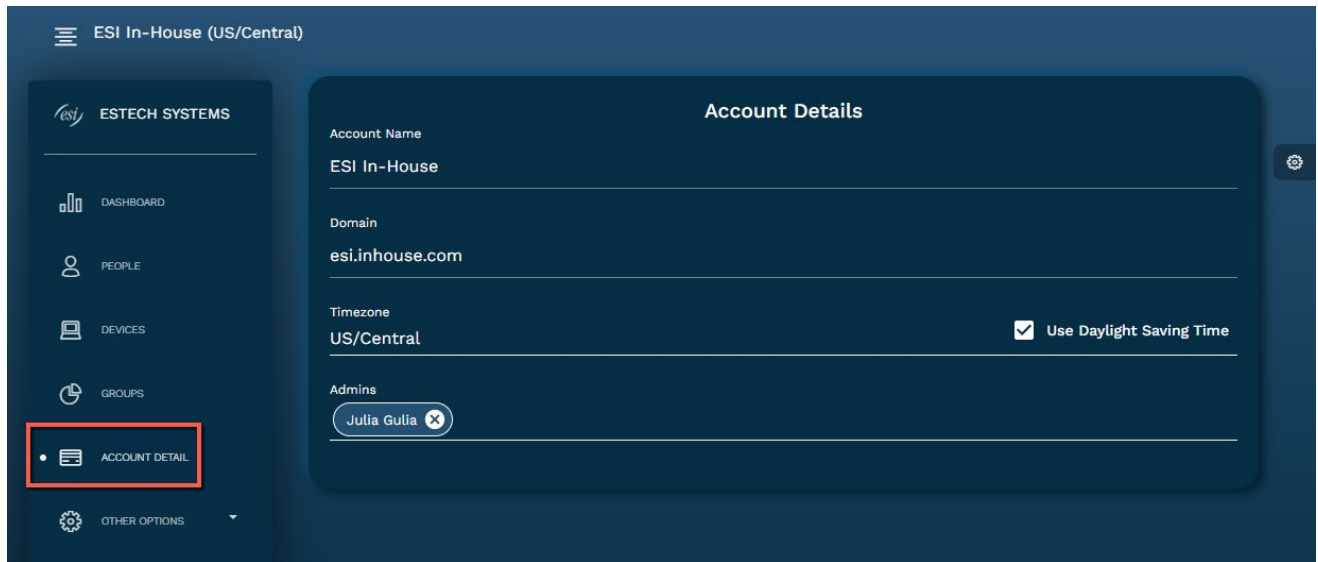 ESI In-House (US/Central)
esi
ESTECH SYSTEMS
DASHBOARD
PEOPLE
DEVICES
GROUPS
ACCOUNT DETAIL
OTHER OPTIONS
Account Details
Account Name
ESI In-House
Domain
esi.inhouse.com
Timezone
US/Central
Use Daylight Saving Time
Admins
Julia Gulia